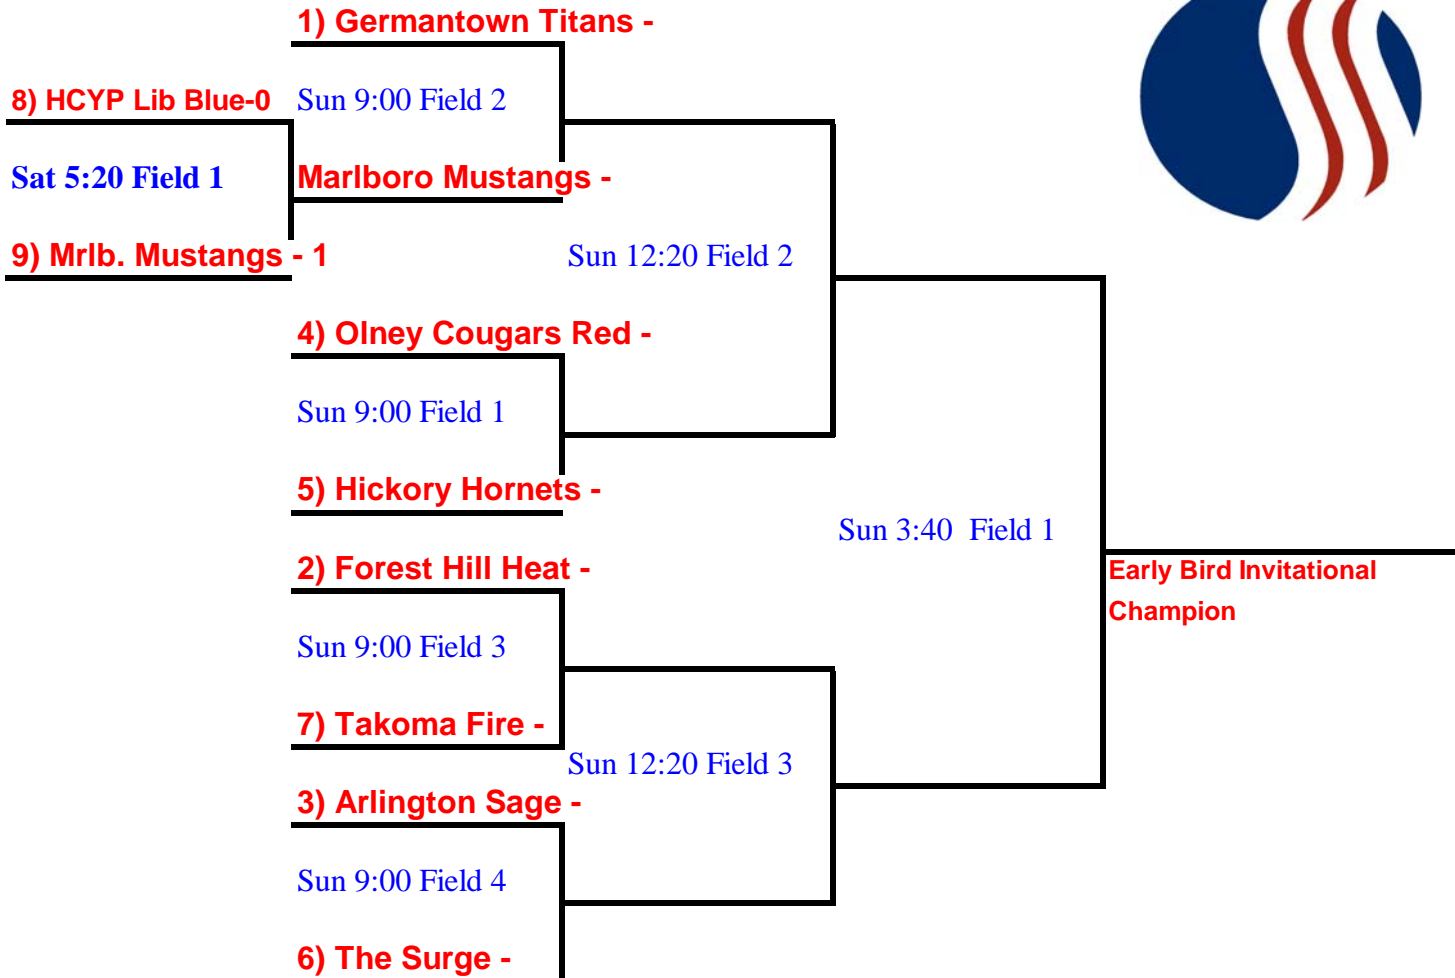 1) Germantown Titans -
8) HCYP Lib Blue-0
Sun 9:00 Field 2
Sat 5:20 Field 1
Marlboro Mustangs -
9) Mrlb. Mustangs - 1
Sun 12:20 Field 2
4) Olney Cougars Red -
Sun 9:00 Field 1
5) Hickory Hornets -
Sun 3:40 Field 1
2) Forest Hill Heat -
Early Bird Invitational
Champion
Sun 9:00 Field 3
7) Takoma Fire -
Sun 12:20 Field 3
3) Arlington Sage -
Sun 9:00 Field 4
6) The Surge -